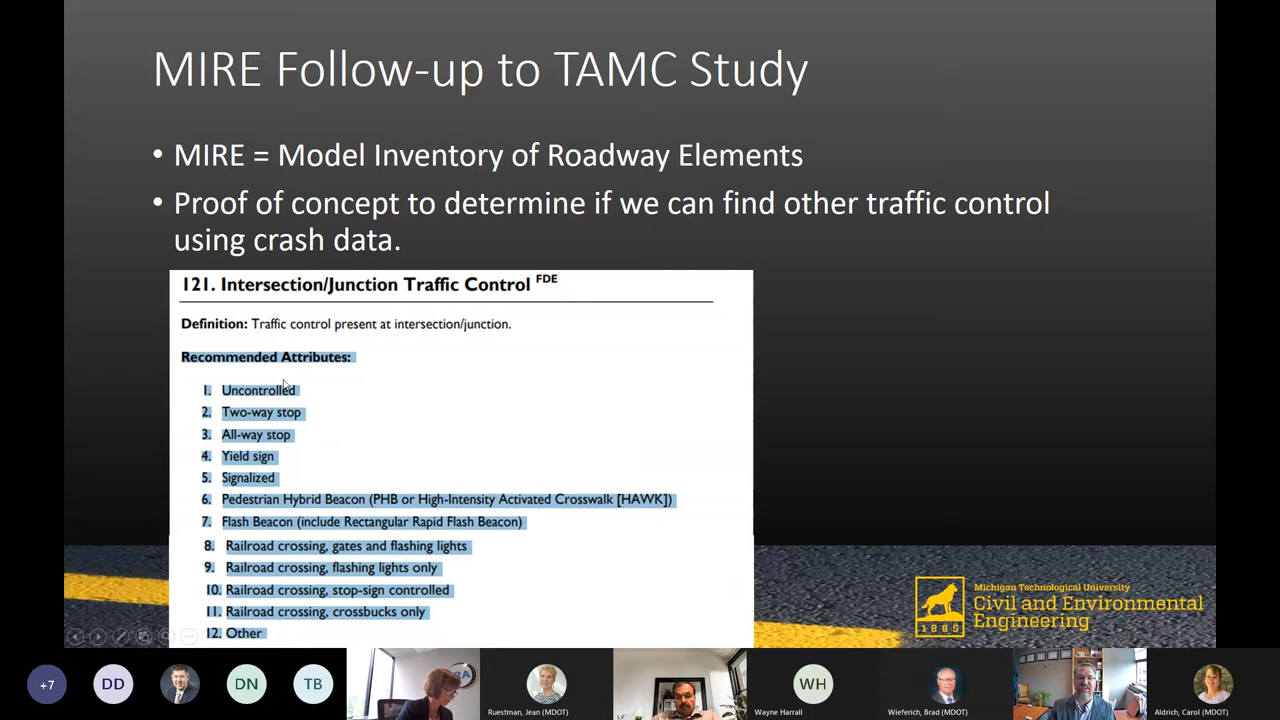 MIRE Follow-up to TAMC Study
• MIRE = Model Inventory of Roadway Elements
• Proof of concept to determine if we can find other traffic control
using crash data.
121. Intersection/Junction Traffic Control FDE
Definition: Traffic control present at intersection/junction.
Recommended Attributes:
1. Uncontrolled
2. Two-way stop
3. All-way stop
4. Yield sign
5. Signalized
6. Pedestrian Hybrid Beacon (PHB or High-Intensity Activated Crosswalk [HAWK])
7. Flash Beacon (include Rectangular Rapid Flash Beacon)
8. Railroad crossing, gates and flashing lights
9. Railroad crossing, flashing lights only
10. Railroad crossing, stop-sign controlled
11. Railroad crossing, crossbucks only
12. Other
Michigan Technological University
Civil and Environmental
Engineering
1885
+7
DD
DN
TB
WH
Ruestman, Jean (MDOT)
Wayne Harrall
Wieferich, Brad (MDOT)
Aldrich, Carol (MDOT)